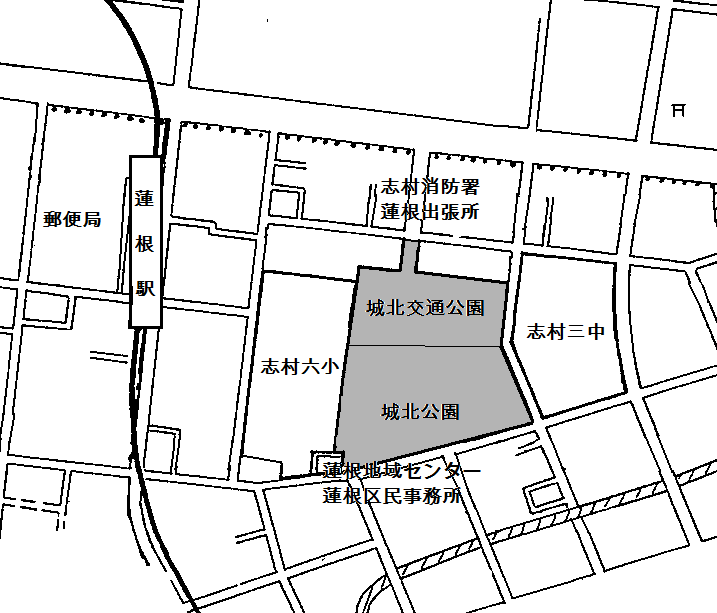 志村消防署
蓮根出張所
郵便局
蓮根駅
城北交通公園
志村三中
志村六小
城北公園
蓮根地域センター
蓮根区民事務所